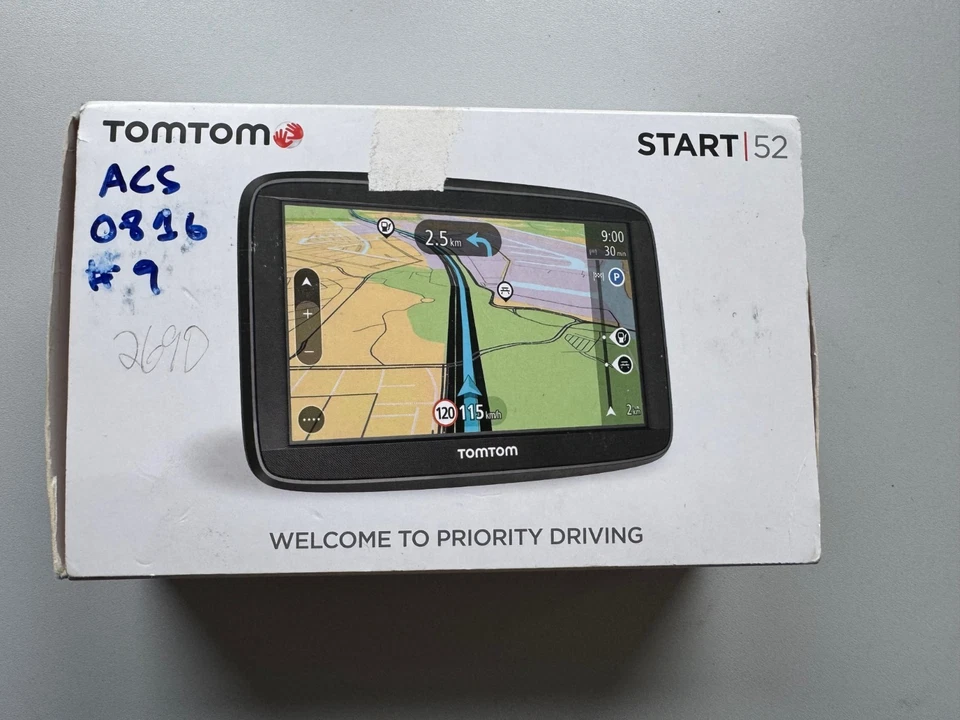 TOMTOM
START|52
ACS
0816
#9
2690
2.5 km
9:00
30 min
P
+
−
120
115 km/h
2 km
TOMTOM
WELCOME TO PRIORITY DRIVING